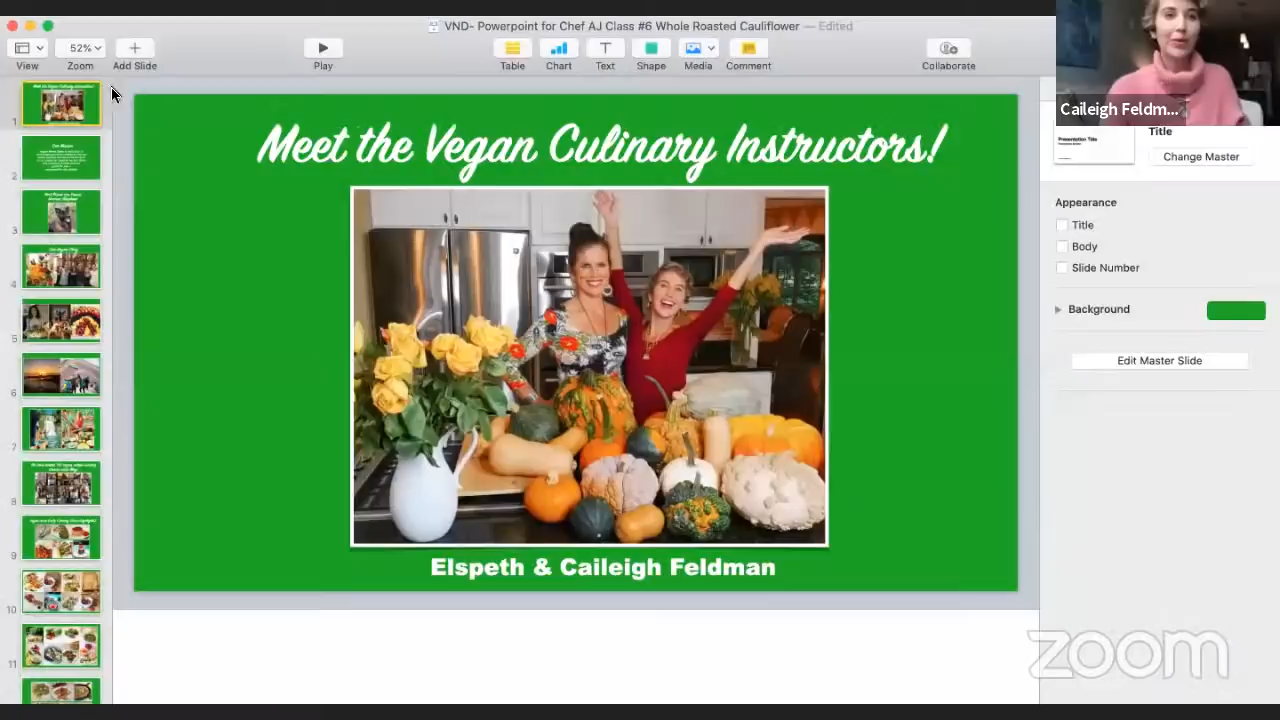 VND- Powerpoint for Chef AJ Class #6 Whole Roasted Cauliflower — Edited
52%
View Zoom Add Slide Play Table Chart Text Shape Media Comment Collaborate
Caileigh Feldm...
Meet the Vegan Culinary Instructors!
Elspeth & Caileigh Feldman
1
2
3
4
5
6
7
8
9
10
11
Presentation Title
Title
Change Master
Appearance
Title
Body
Slide Number
Background
Edit Master Slide
zoom